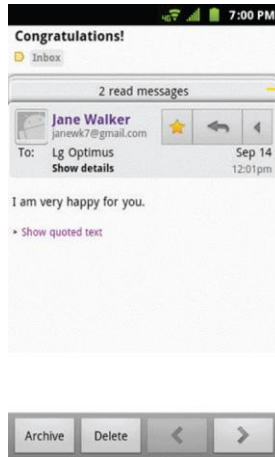 7:00 PM
Congratulations!
Inbox
2 read messages
Jane Walker
janewk7@gmail.com
To: Lg Optimus Sep 14
Show details 12:01pm
I am very happy for you.
Show quoted text
Archive Delete